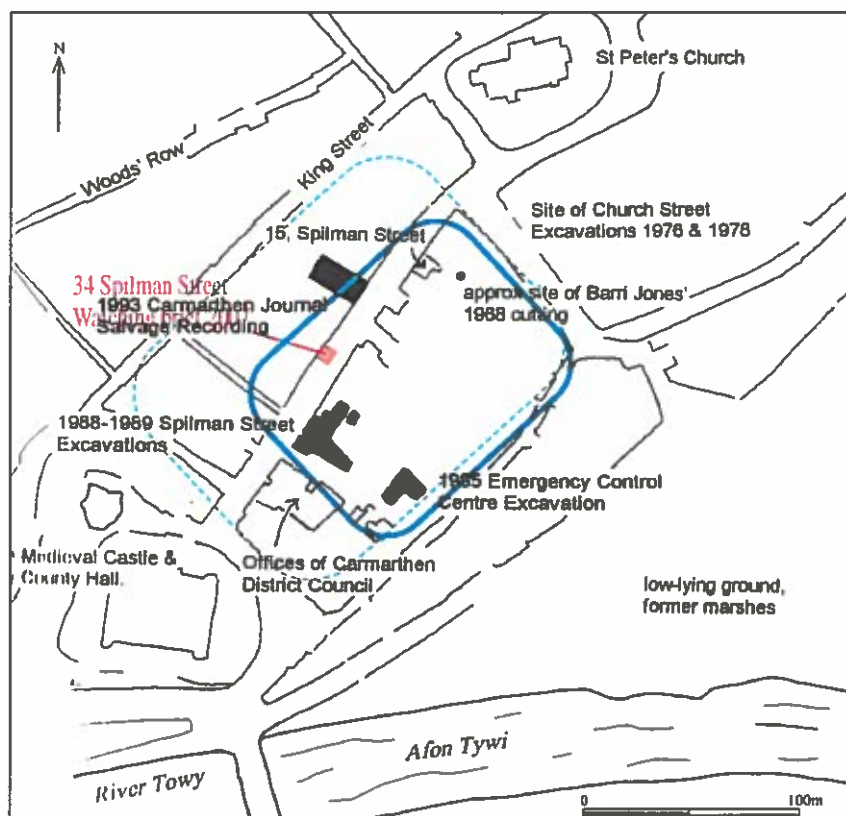 N
St Peter's Church
King Street
Woods' Row
Site of Church Street
Excavations 1976 & 1978
15, Spilman Street
34 Spilman Street
Watching brief
1993 Carmarthen Journal
Salvage Recording
approx site of Barri Jones'
1968 cutting
1988-1989 Spilman Street
Excavations
1985 Emergency Control
Centre Excavation
Medieval Castle &
County Hall.
Offices of Carmarthen
District Council
low-lying ground,
former marshes
Afon Tywi
River Towy
0 100m